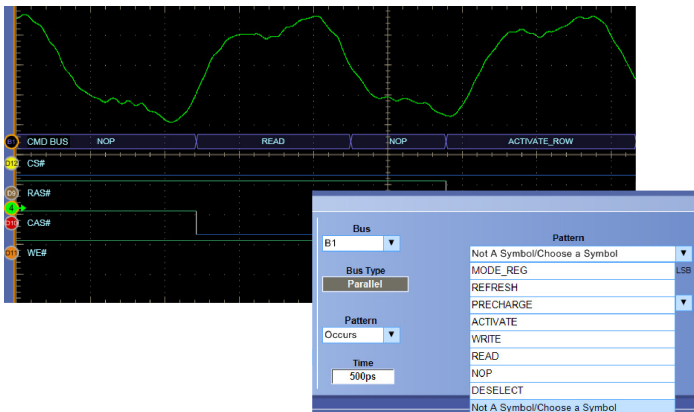 B1 CMD BUS NOP READ NOP ACTIVATE_ROW
D12 CS#
D9 RAS#
4
D10 CAS#
D11 WE#
Bus
B1
Bus Type
Parallel
Pattern
Occurs
Time
500ps
Pattern
Not A Symbol/Choose a Symbol
MODE_REG
LSB
REFRESH
PRECHARGE
ACTIVATE
WRITE
READ
NOP
DESELECT
Not A Symbol/Choose a Symbol